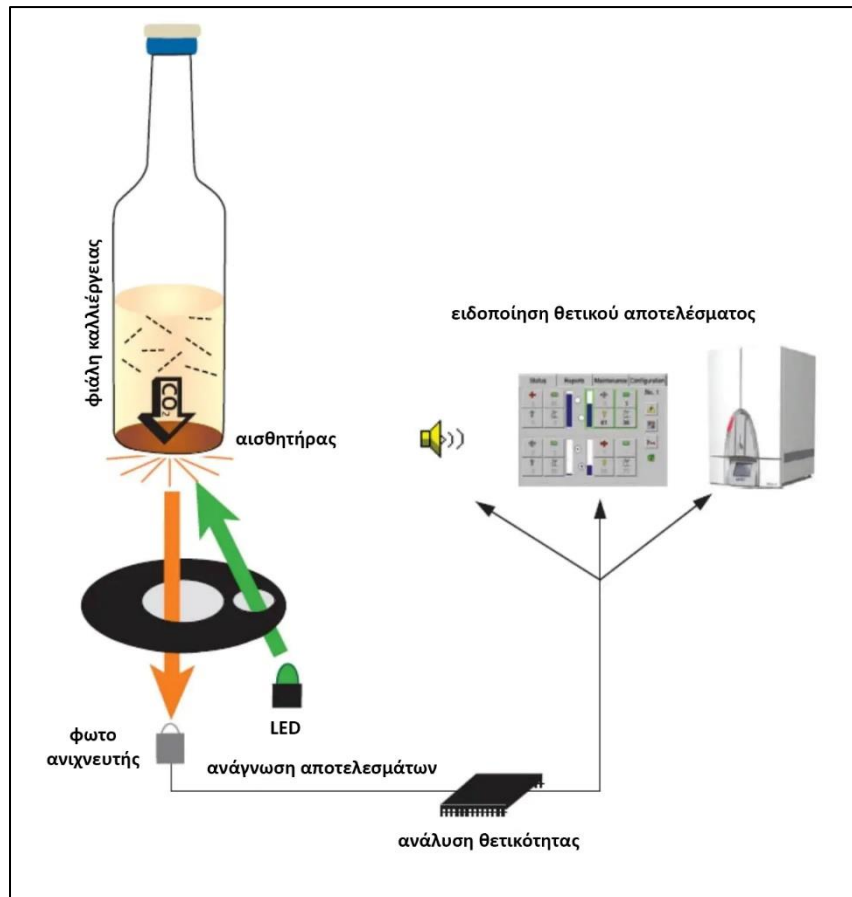 φιάλη καλλιέργειας
CO₂
αισθητήρας
ειδοποίηση θετικού αποτελέσματος
Status Reports Maintenance Configuration
φωτο
ανιχνευτής
LED
ανάγνωση αποτελεσμάτων
ανάλυση θετικότητας